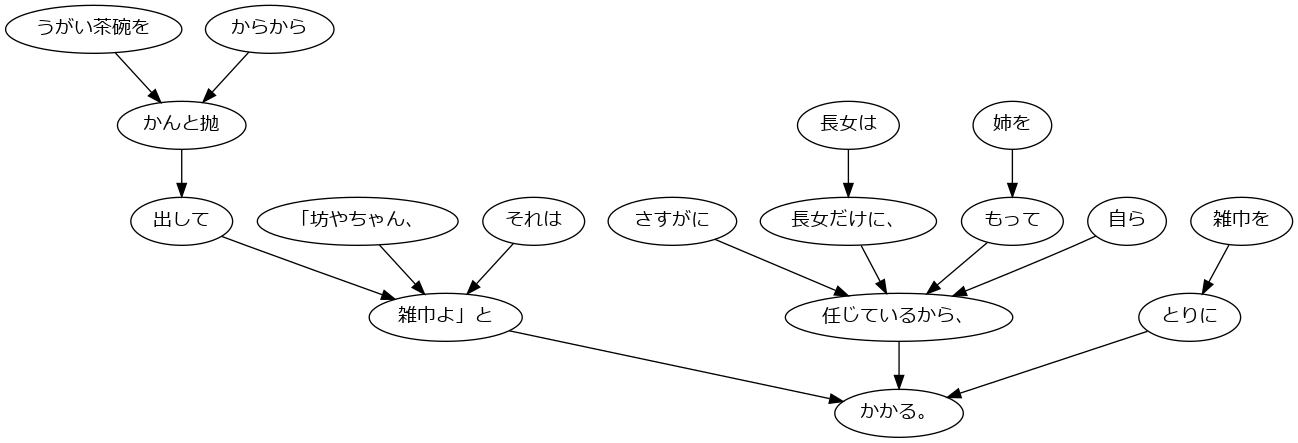 うがい茶碗を
からから
かんと抛
長女は
姉を
出して
「坊やちゃん、
それは
さすがに
長女だけに、
もって
自ら
雑巾を
雑巾よ」と
任じているから、
とりに
かかる。